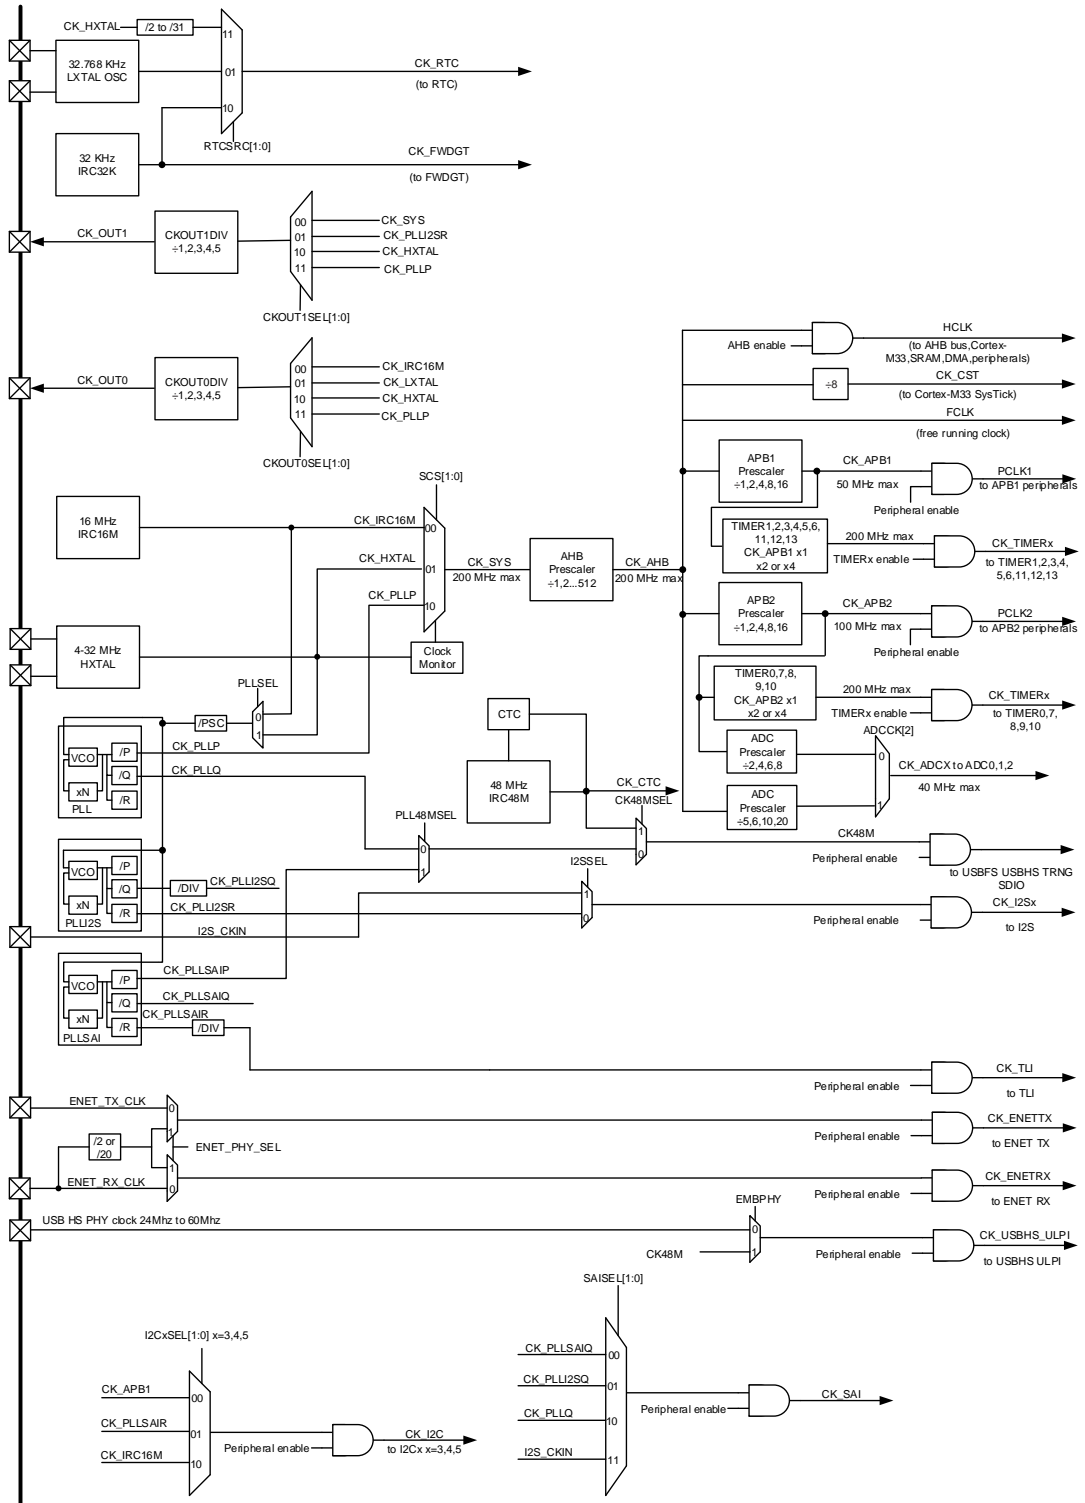 CK_HXTAL
/2 to /31
11
32.768 KHz
LXTAL OSC
01
CK_RTC
(to RTC)
10
RTCSRC[1:0]
32 KHz
IRC32K
CK_FWDGT
(to FWDGT)
CK_OUT1
CKOUT1DIV
÷1,2,3,4,5
00
01
10
11
CK_SYS
CK_PLLI2SR
CK_HXTAL
CK_PLLP
CKOUT1SEL[1:0]
CK_OUT0
CKOUT0DIV
÷1,2,3,4,5
00
01
10
11
CK_IRC16M
CK_LXTAL
CK_HXTAL
CK_PLLP
CKOUT0SEL[1:0]
AHB enable
HCLK
(to AHB bus,Cortex-
M33,SRAM,DMA,peripherals)
÷8
CK_CST
(to Cortex-M33 SysTick)
FCLK
(free running clock)
SCS[1:0]
16 MHz
IRC16M
CK_IRC16M
00
CK_HXTAL
01
CK_PLLP
10
CK_SYS
200 MHz max
AHB
Prescaler
÷1,2...512
CK_AHB
200 MHz max
APB1
Prescaler
÷1,2,4,8,16
CK_APB1
50 MHz max
Peripheral enable
PCLK1
to APB1 peripherals
TIMER1,2,3,4,5,6,
11,12,13
CK_APB1 x1
x2 or x4
200 MHz max
TIMERx enable
CK_TIMERx
to TIMER1,2,3,4,
5,6,11,12,13
APB2
Prescaler
÷1,2,4,8,16
CK_APB2
100 MHz max
Peripheral enable
PCLK2
to APB2 peripherals
4-32 MHz
HXTAL
Clock
Monitor
TIMER0,7,8,
9,10
CK_APB2 x1
x2 or x4
200 MHz max
TIMERx enable
CK_TIMERx
to TIMER0,7,
8,9,10
PLLSEL
/PSC
0
1
ADCCK[2]
ADC
Prescaler
÷2,4,6,8
0
CK_ADCX to ADC0,1,2
40 MHz max
ADC
Prescaler
÷5,6,10,20
1
CTC
48 MHz
IRC48M
CK_CTC
CK48MSEL
VCO
xN
PLL
/P
/Q
/R
CK_PLLP
CK_PLLQ
PLL48MSEL
0
1
1
0
CK48M
Peripheral enable
to USBFS USBHS TRNG
SDIO
VCO
xN
PLLI2S
/P
/Q
/R
/DIV
CK_PLLI2SQ
CK_PLLI2SR
I2S_CKIN
I2SSEL
1
0
Peripheral enable
CK_I2Sx
to I2S
VCO
xN
PLLSAI
/P
/Q
/R
CK_PLLSAIP
CK_PLLSAIQ
CK_PLLSAIR
/DIV
Peripheral enable
CK_TLI
to TLI
ENET_TX_CLK
0
1
/2 or
/20
ENET_PHY_SEL
Peripheral enable
CK_ENETTX
to ENET TX
ENET_RX_CLK
1
0
Peripheral enable
CK_ENETRX
to ENET RX
USB HS PHY clock 24Mhz to 60Mhz
EMBPHY
0
CK48M
1
Peripheral enable
CK_USBHS_ULPI
to USBHS ULPI
I2CxSEL[1:0] x=3,4,5
CK_APB1
00
CK_PLLSAIR
01
CK_IRC16M
10
Peripheral enable
CK_I2C
to I2Cx x=3,4,5
SAISEL[1:0]
CK_PLLSAIQ
00
CK_PLLI2SQ
01
CK_PLLQ
10
I2S_CKIN
11
Peripheral enable
CK_SAI